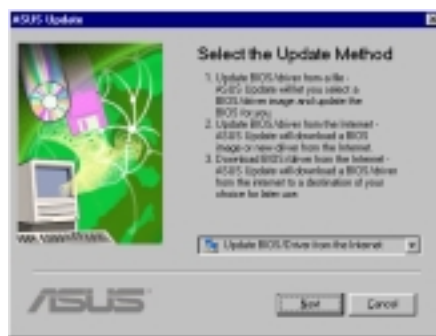 ASUS Update
Select the Update Method
1. Update BIOS/driver from a file -
ASUS Update will let you select a
BIOS/driver image and update the
BIOS for you.
2. Update BIOS/driver from the Internet -
ASUS Update will download a BIOS
image or new driver from the Internet.
3. Download BIOS/driver from the Internet -
ASUS Update will download a BIOS/driver
from the internet to a destination of your
choice for later use.
Update BIOS/Driver from the Internet
ASUS
Next
Cancel